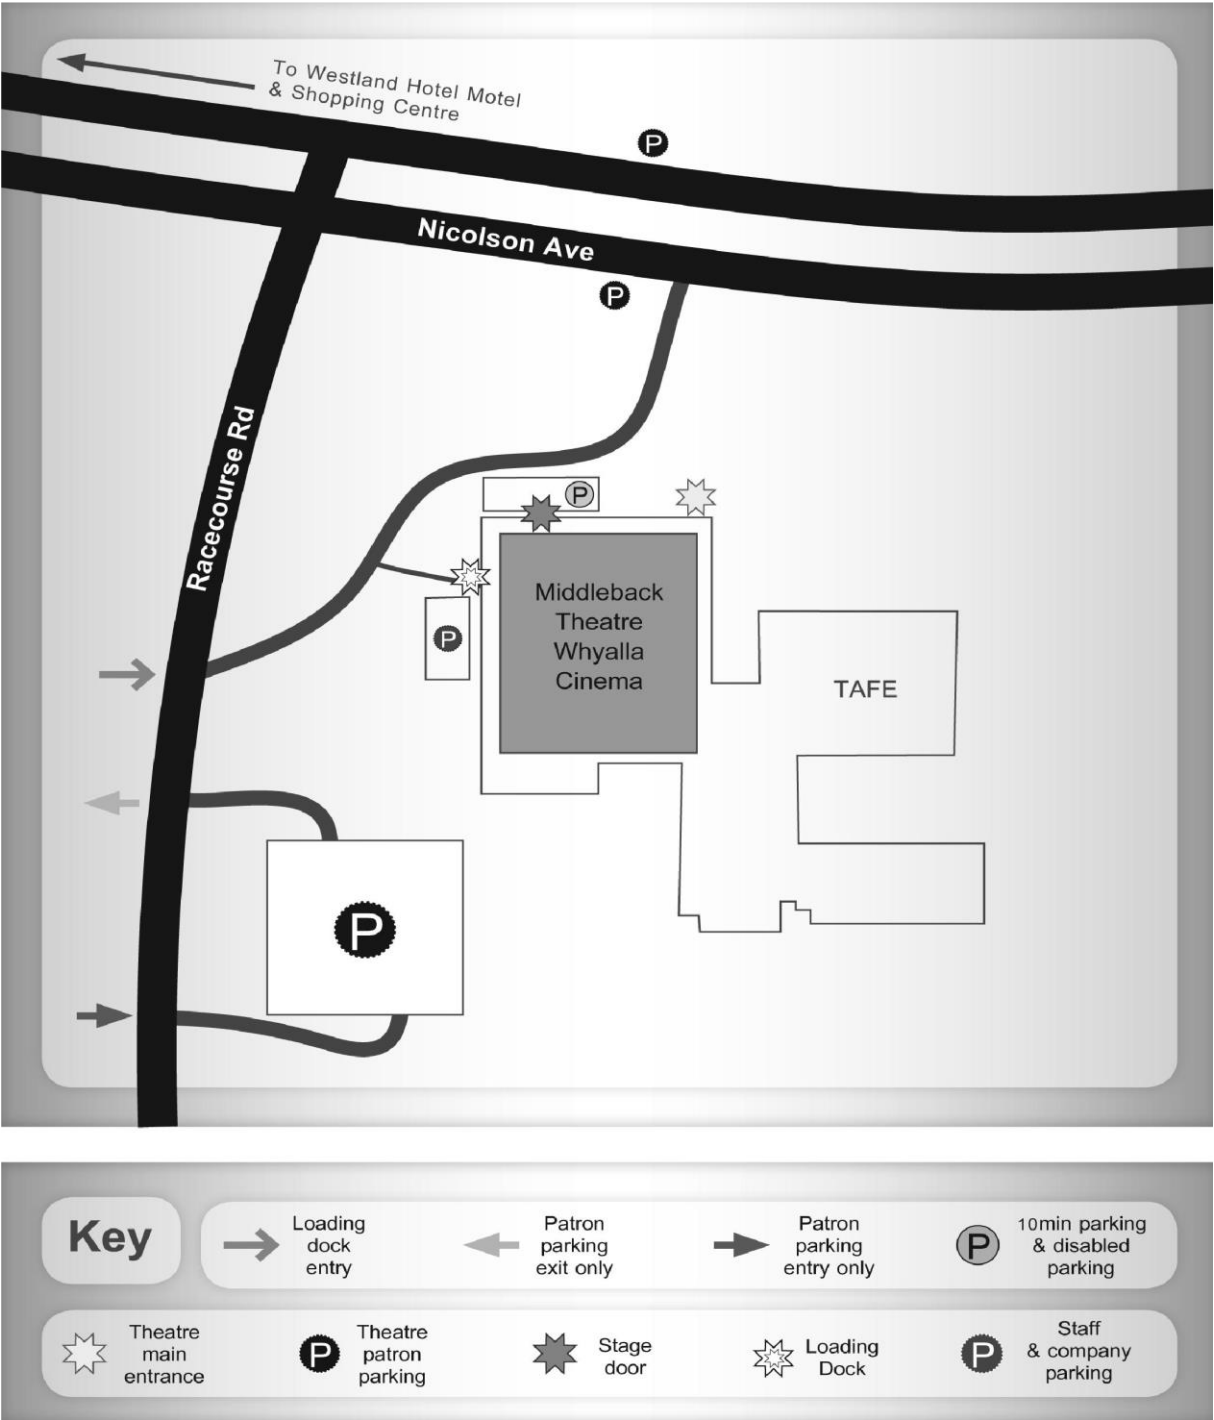 To Westland Hotel Motel
& Shopping Centre
P
Nicolson Ave
P
Racecourse Rd
P
Middleback
Theatre
Whyalla
Cinema
P
TAFE
P
Key
Loading
dock
entry
Patron
parking
exit only
Patron
parking
entry only
P
10min parking
& disabled
parking
Theatre
main
entrance
P
Theatre
patron
parking
Stage
door
Loading
Dock
P
Staff
& company
parking